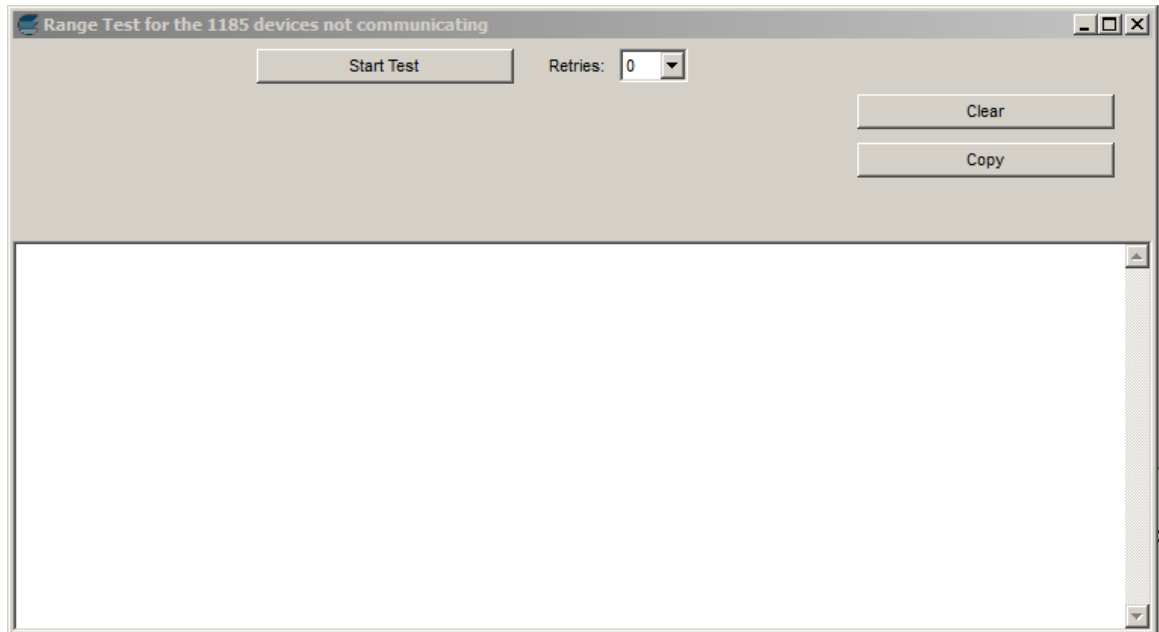 Range Test for the 1185 devices not communicating
Start Test Retries: 0
Clear
Copy